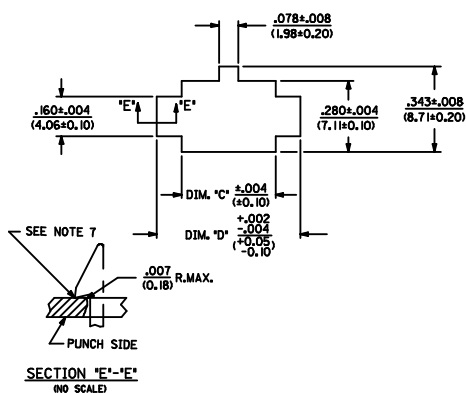 .078±.008
(1.98±0.20)
"E" "E"
.160±.004
(4.06±0.10)
.280±.004
(7.11±0.10)
.343±.008
(8.71±0.20)
DIM. "C" ±.004
(±0.10)
DIM. "D" +.002
-.004
(+0.05
-0.10)
SEE NOTE 7
.007
(0.18) R.MAX.
PUNCH SIDE
SECTION "E"-"E"
(NO SCALE)